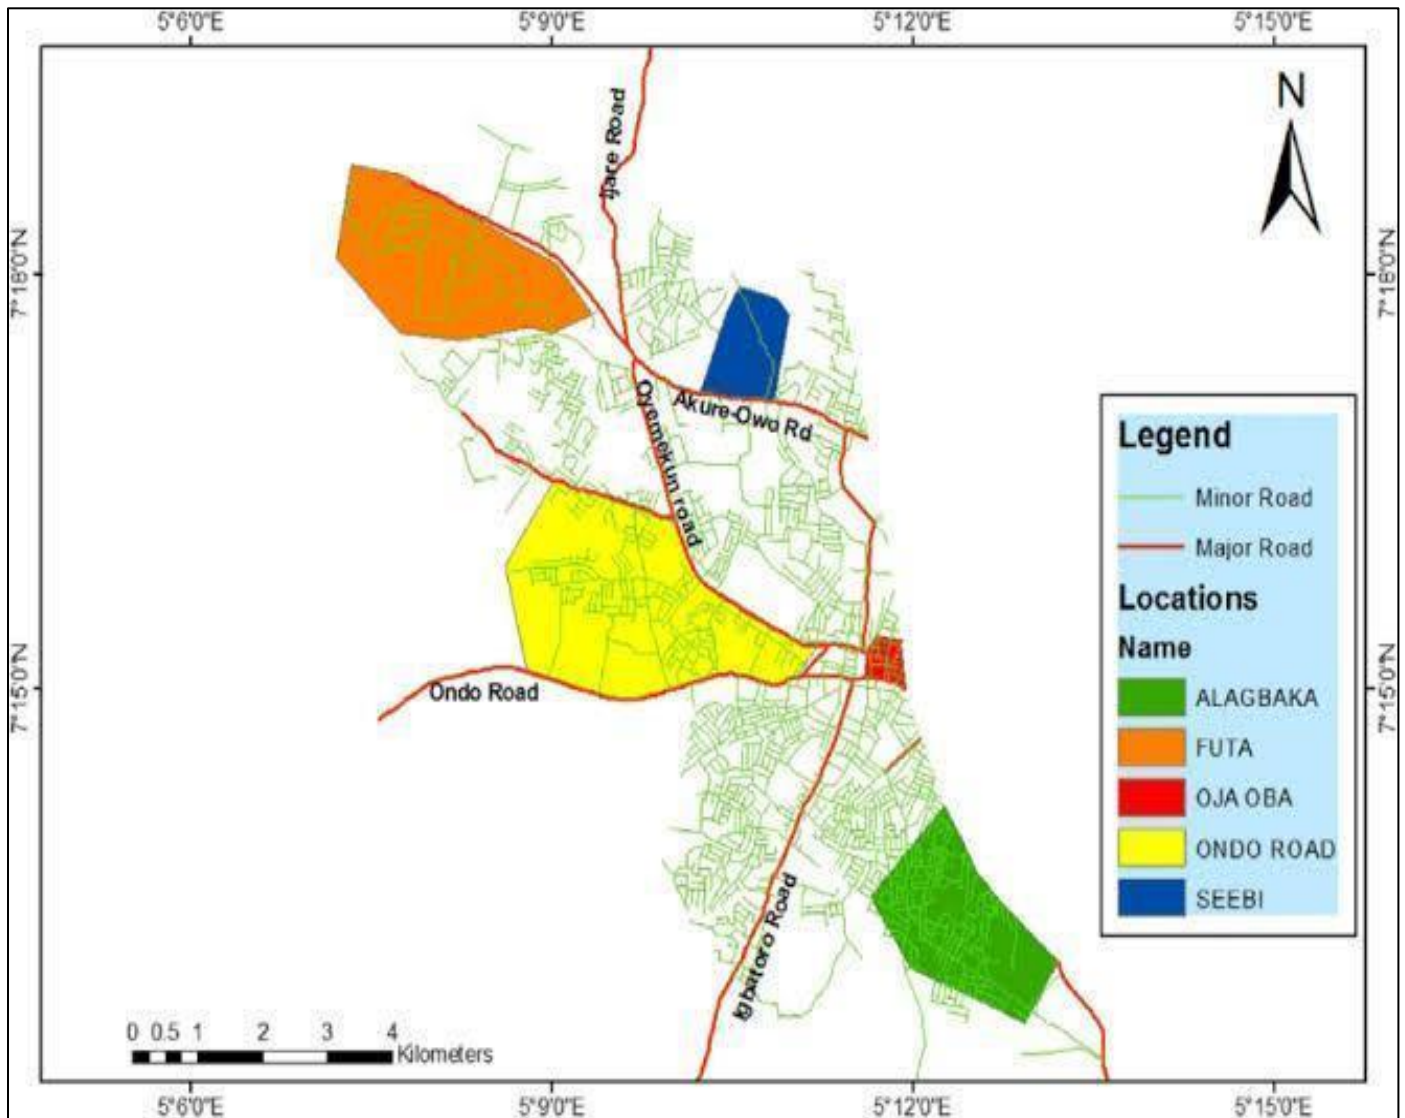 5°6'0"E 5°9'0"E 5°12'0"E 5°15'0"E
N
Ijare Road
7°18'0"N 7°18'0"N
Akure-Owo Rd
Oyemekun road
Legend
Minor Road
Major Road
Locations
Name
ALAGBAKA
FUTA
OJA OBA
ONDO ROAD
SEEBI
7°15'0"N 7°15'0"N
Ondo Road
Igbatoro Road
0 0.5 1 2 3 4
Kilometers
5°6'0"E 5°9'0"E 5°12'0"E 5°15'0"E